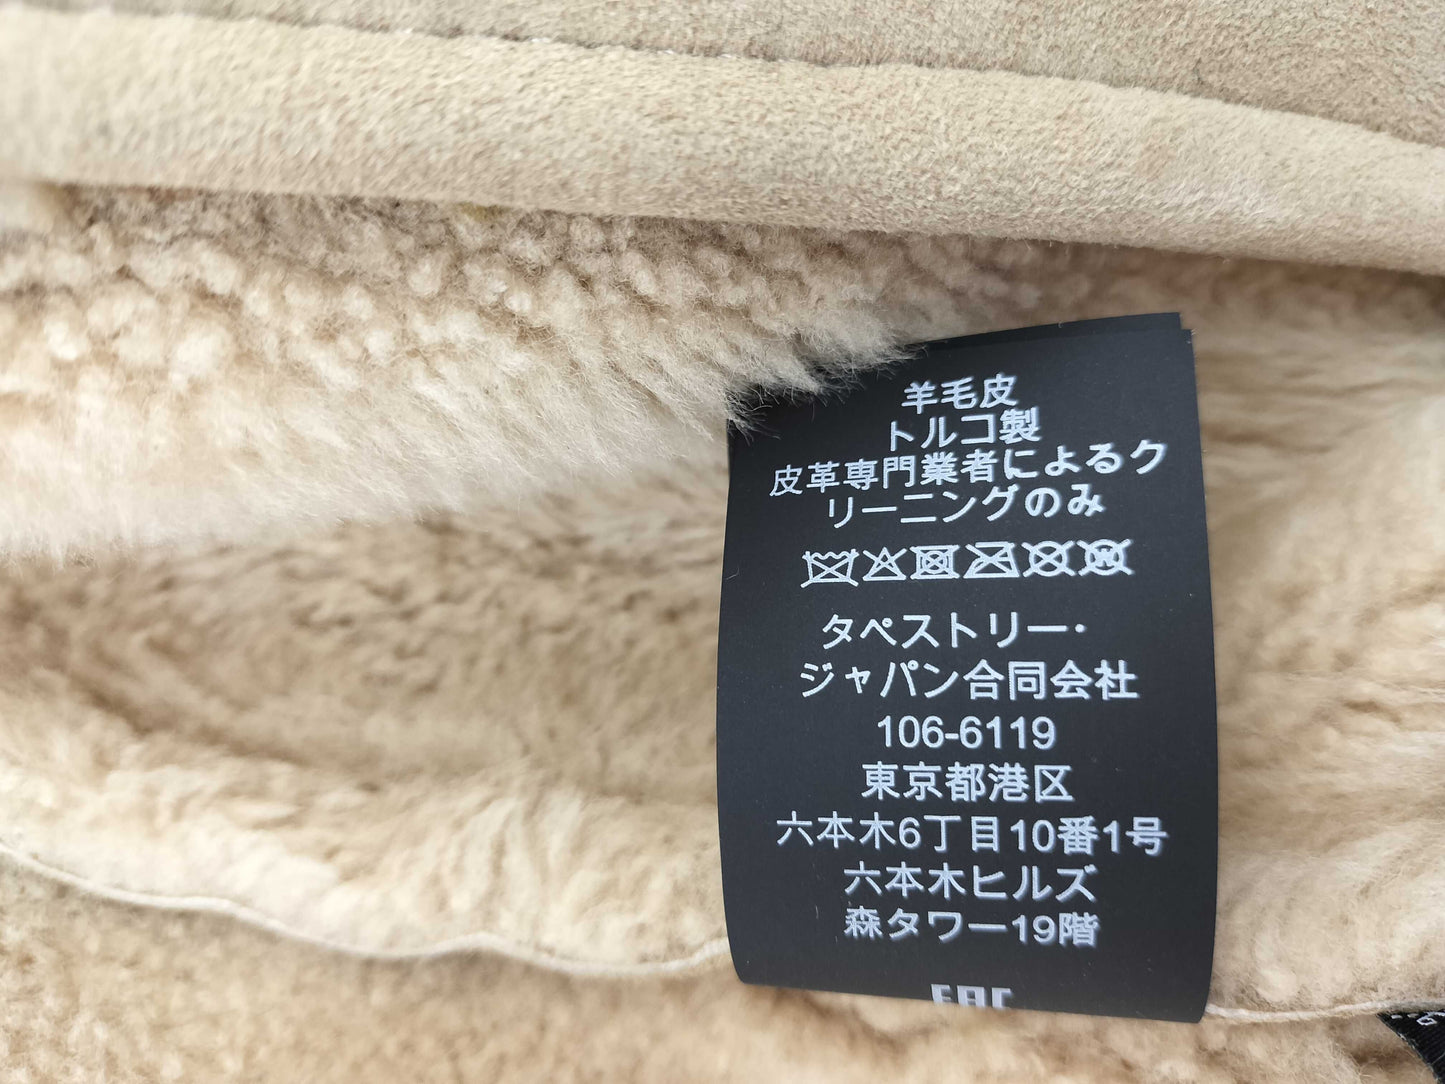 羊毛皮
トルコ製
皮革専門業者によるク
リーニングのみ
タペストリー・
ジャパン合同会社
106-6119
東京都港区
六本木6丁目10番1号
六本木ヒルズ
森タワー19階